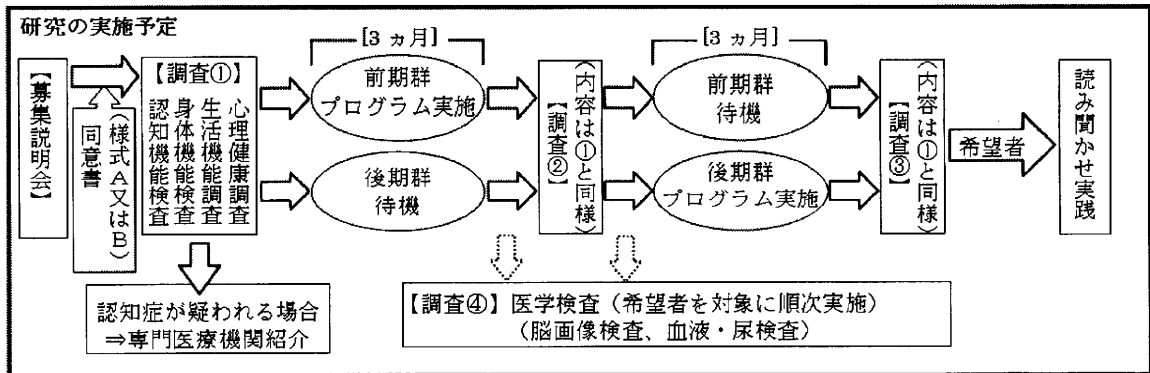 研究の実施予定
【募集説明会】
同意書
(様式A又はB)
【調査①】
心理健康調査
生活機能調査
身体機能検査
認知機能検査
[3 ヵ月]
前期群
プログラム実施
後期群
待機
【調査②】
(内容は①と同様)
[3 ヵ月]
前期群
待機
後期群
プログラム実施
【調査③】
(内容は①と同様)
希望者
読み聞かせ実践
認知症が疑われる場合
⇒専門医療機関紹介
【調査④】医学検査（希望者を対象に順次実施）
（脳画像検査、血液・尿検査）